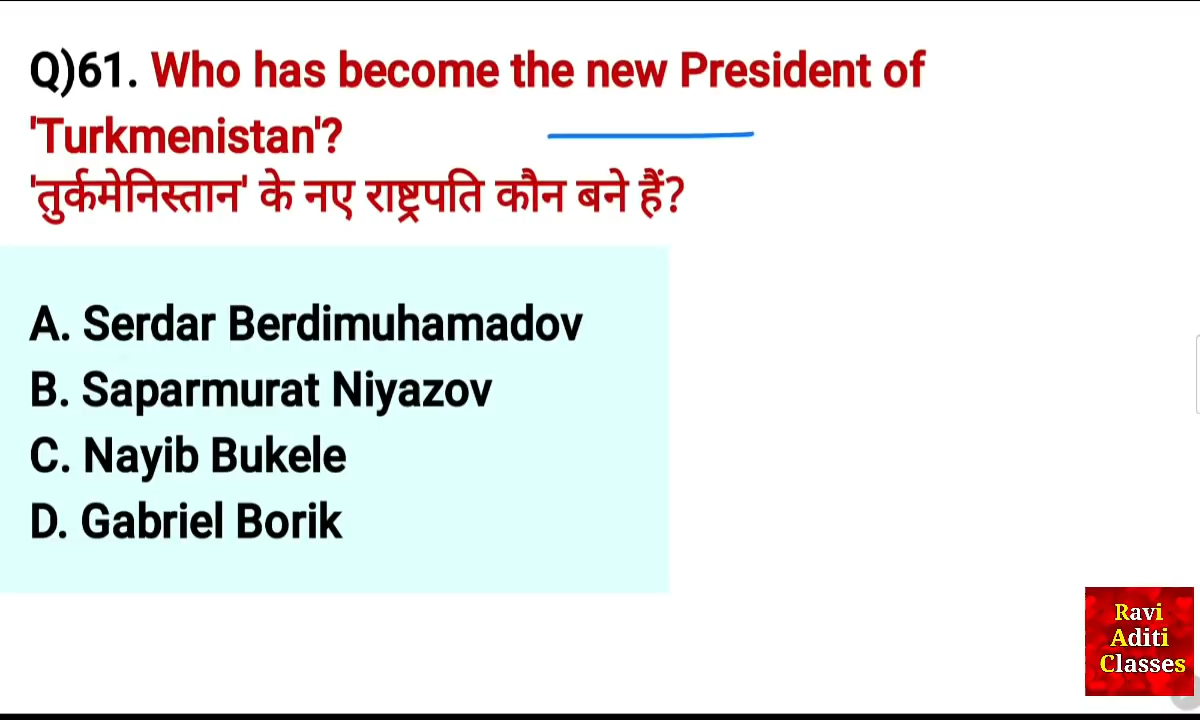 Q)61. Who has become the new President of
'Turkmenistan'?
'तुर्कमेनिस्तान' के नए राष्ट्रपति कौन बने हैं?
A. Serdar Berdimuhamadov
B. Saparmurat Niyazov
C. Nayib Bukele
D. Gabriel Borik
Ravi
Aditi
Classes